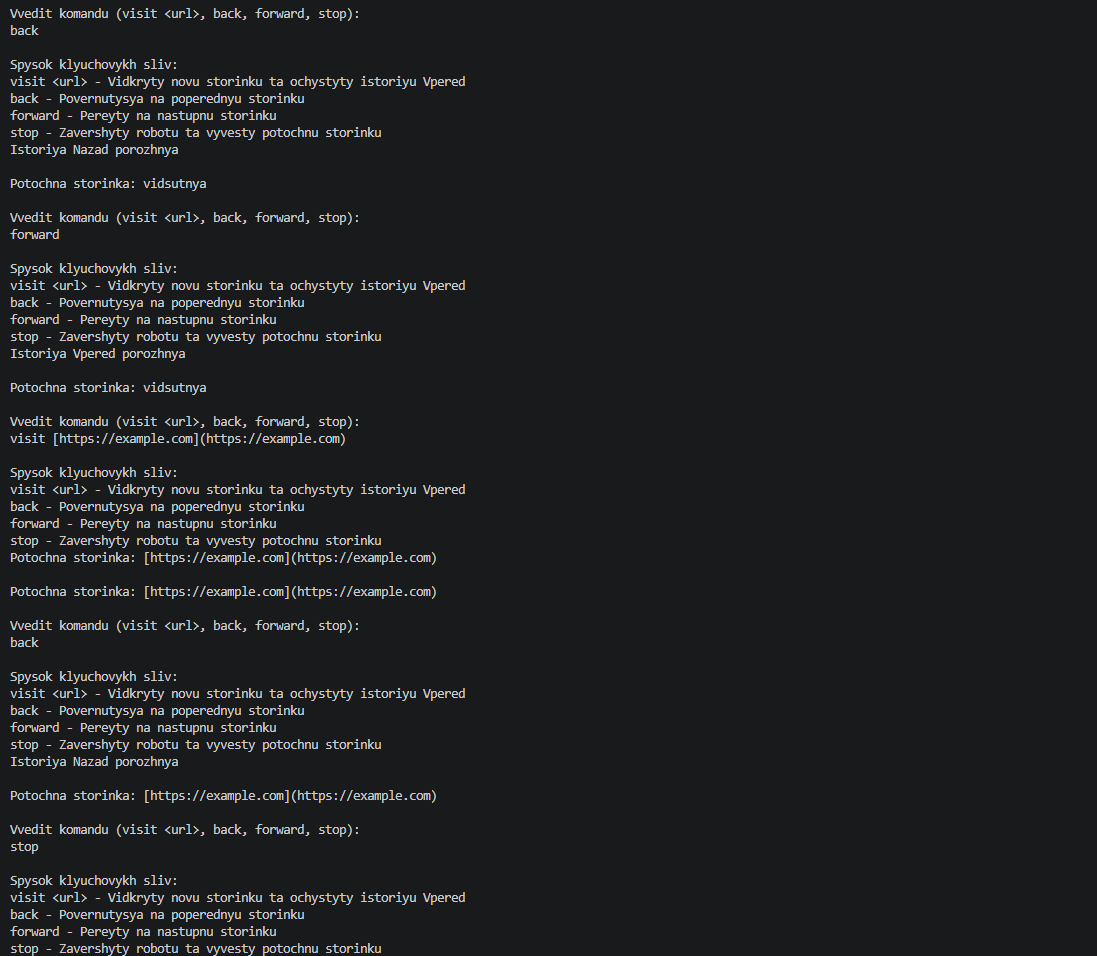 Vvedit komandu (visit <url>, back, forward, stop):
back
Spysok klyuchovykh sliv:
visit <url> - Vidkryty novu storinku ta ochystyty istoriyu Vpered
back - Povernutysya na poperednyu storinku
forward - Pereyty na nastupnu storinku
stop - Zavershyty robotu ta vyvesty potochnu storinku
Istoriya Nazad porozhnya
Potochna storinka: vidsutnya
Vvedit komandu (visit <url>, back, forward, stop):
forward
Spysok klyuchovykh sliv:
visit <url> - Vidkryty novu storinku ta ochystyty istoriyu Vpered
back - Povernutysya na poperednyu storinku
forward - Pereyty na nastupnu storinku
stop - Zavershyty robotu ta vyvesty potochnu storinku
Istoriya Vpered porozhnya
Potochna storinka: vidsutnya
Vvedit komandu (visit <url>, back, forward, stop):
visit [https://example.com](https://example.com)
Spysok klyuchovykh sliv:
visit <url> - Vidkryty novu storinku ta ochystyty istoriyu Vpered
back - Povernutysya na poperednyu storinku
forward - Pereyty na nastupnu storinku
stop - Zavershyty robotu ta vyvesty potochnu storinku
Potochna storinka: [https://example.com](https://example.com)
Potochna storinka: [https://example.com](https://example.com)
Vvedit komandu (visit <url>, back, forward, stop):
back
Spysok klyuchovykh sliv:
visit <url> - Vidkryty novu storinku ta ochystyty istoriyu Vpered
back - Povernutysya na poperednyu storinku
forward - Pereyty na nastupnu storinku
stop - Zavershyty robotu ta vyvesty potochnu storinku
Istoriya Nazad porozhnya
Potochna storinka: [https://example.com](https://example.com)
Vvedit komandu (visit <url>, back, forward, stop):
stop
Spysok klyuchovykh sliv:
visit <url> - Vidkryty novu storinku ta ochystyty istoriyu Vpered
back - Povernutysya na poperednyu storinku
forward - Pereyty na nastupnu storinku
stop - Zavershyty robotu ta vyvesty potochnu storinku